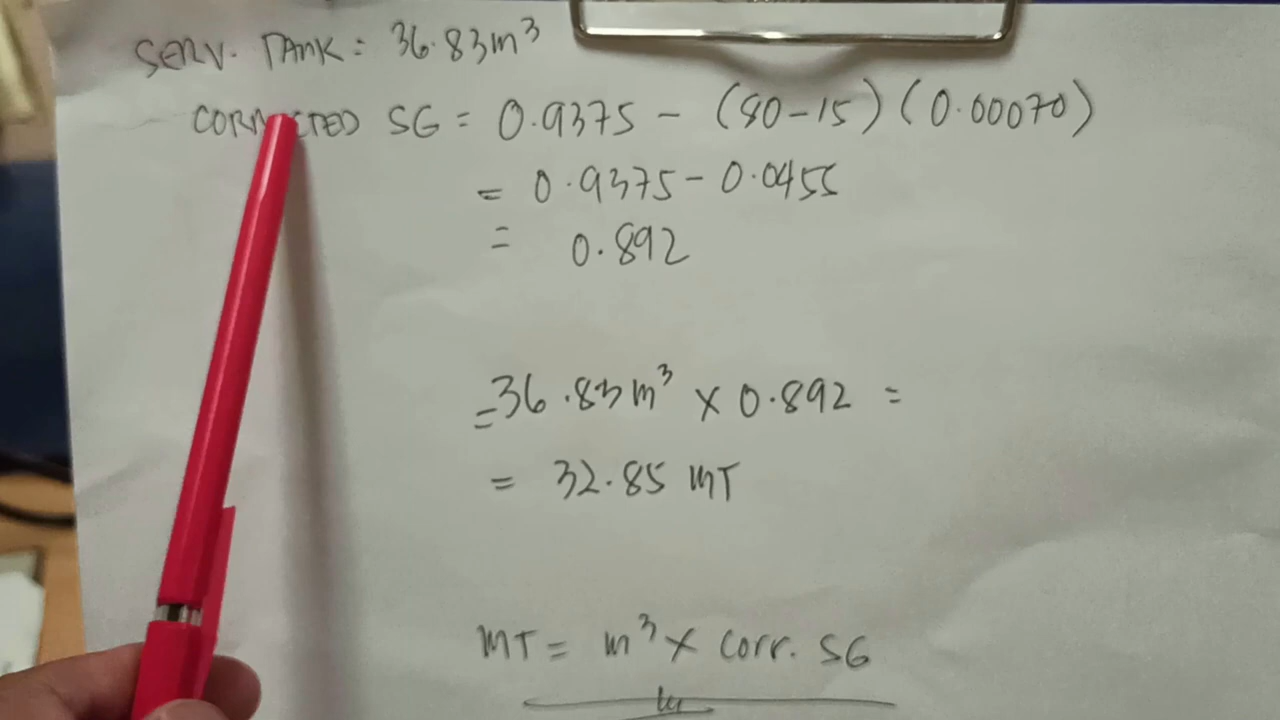 SERV. TANK = 36.83m³
CORRECTED SG = 0.9375 - (80-15)(0.00070)
= 0.9375 - 0.0455
= 0.892
= 36.83m³ x 0.892 =
= 32.85 MT
MT = m³ x Corr. SG